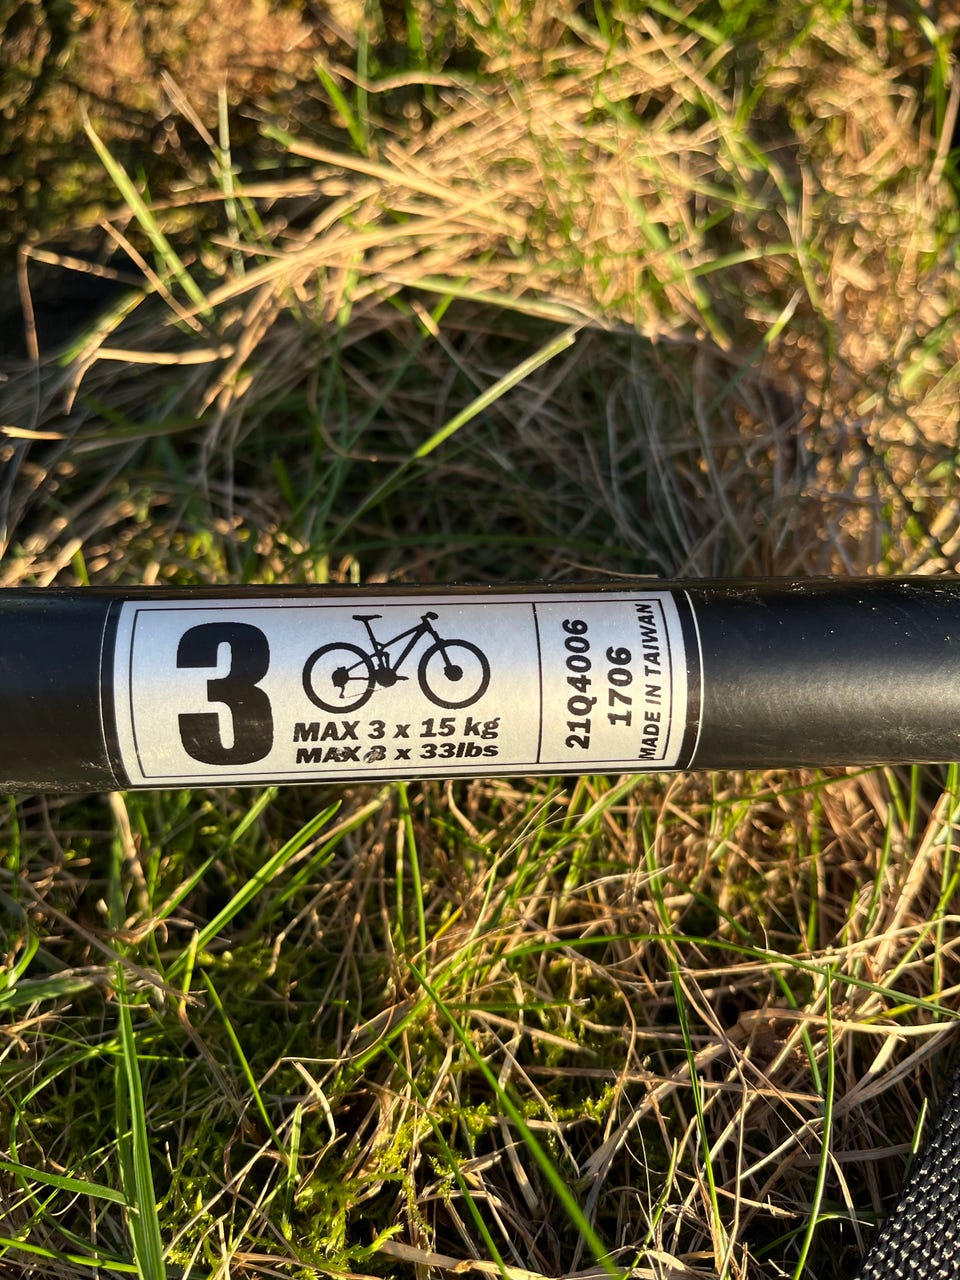 3
MAX 3 x 15 kg
MAX 3 x 33lbs
21Q4006
1706
MADE IN TAIWAN